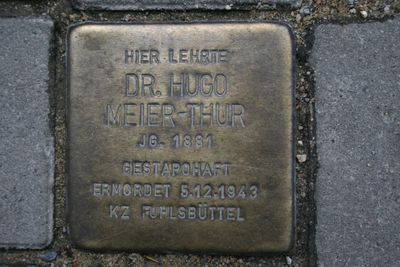 HIER LEHRTE
DR. HUGO
MEIER-THUR
JG. 1881
GESTAPOHAFT
ERMORDET 5.12.1943
KZ FUHLSBÜTTEL